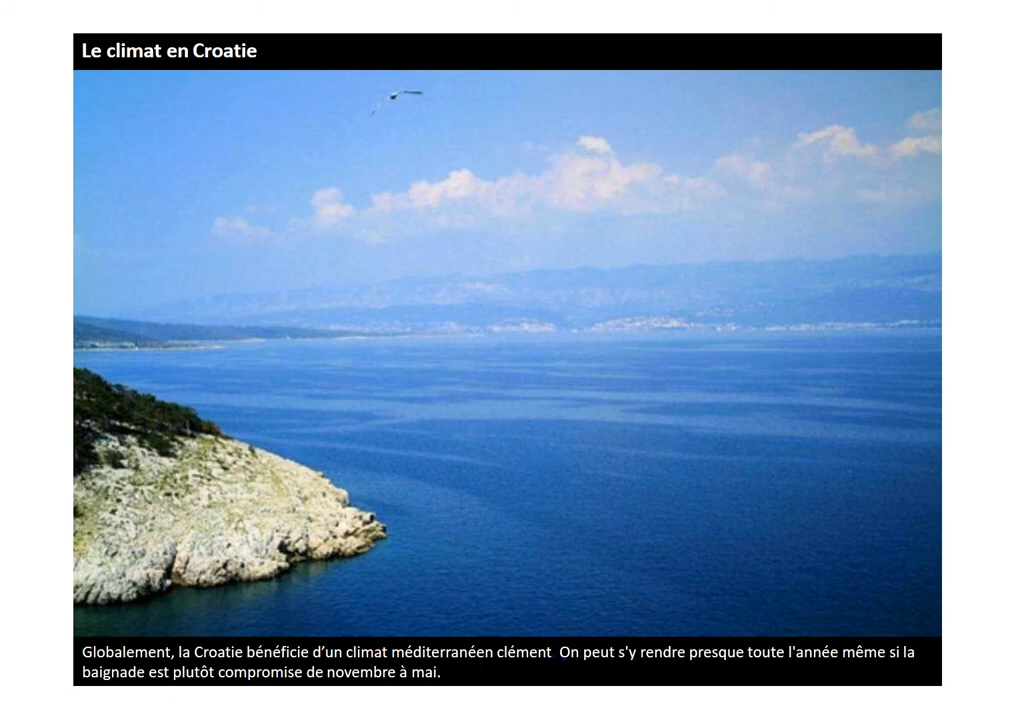 Le climat en Croatie
Globalement, la Croatie bénéficie d’un climat méditerranéen clément. On peut s'y rendre presque toute l'année même si la
baignade est plutôt compromise de novembre à mai.